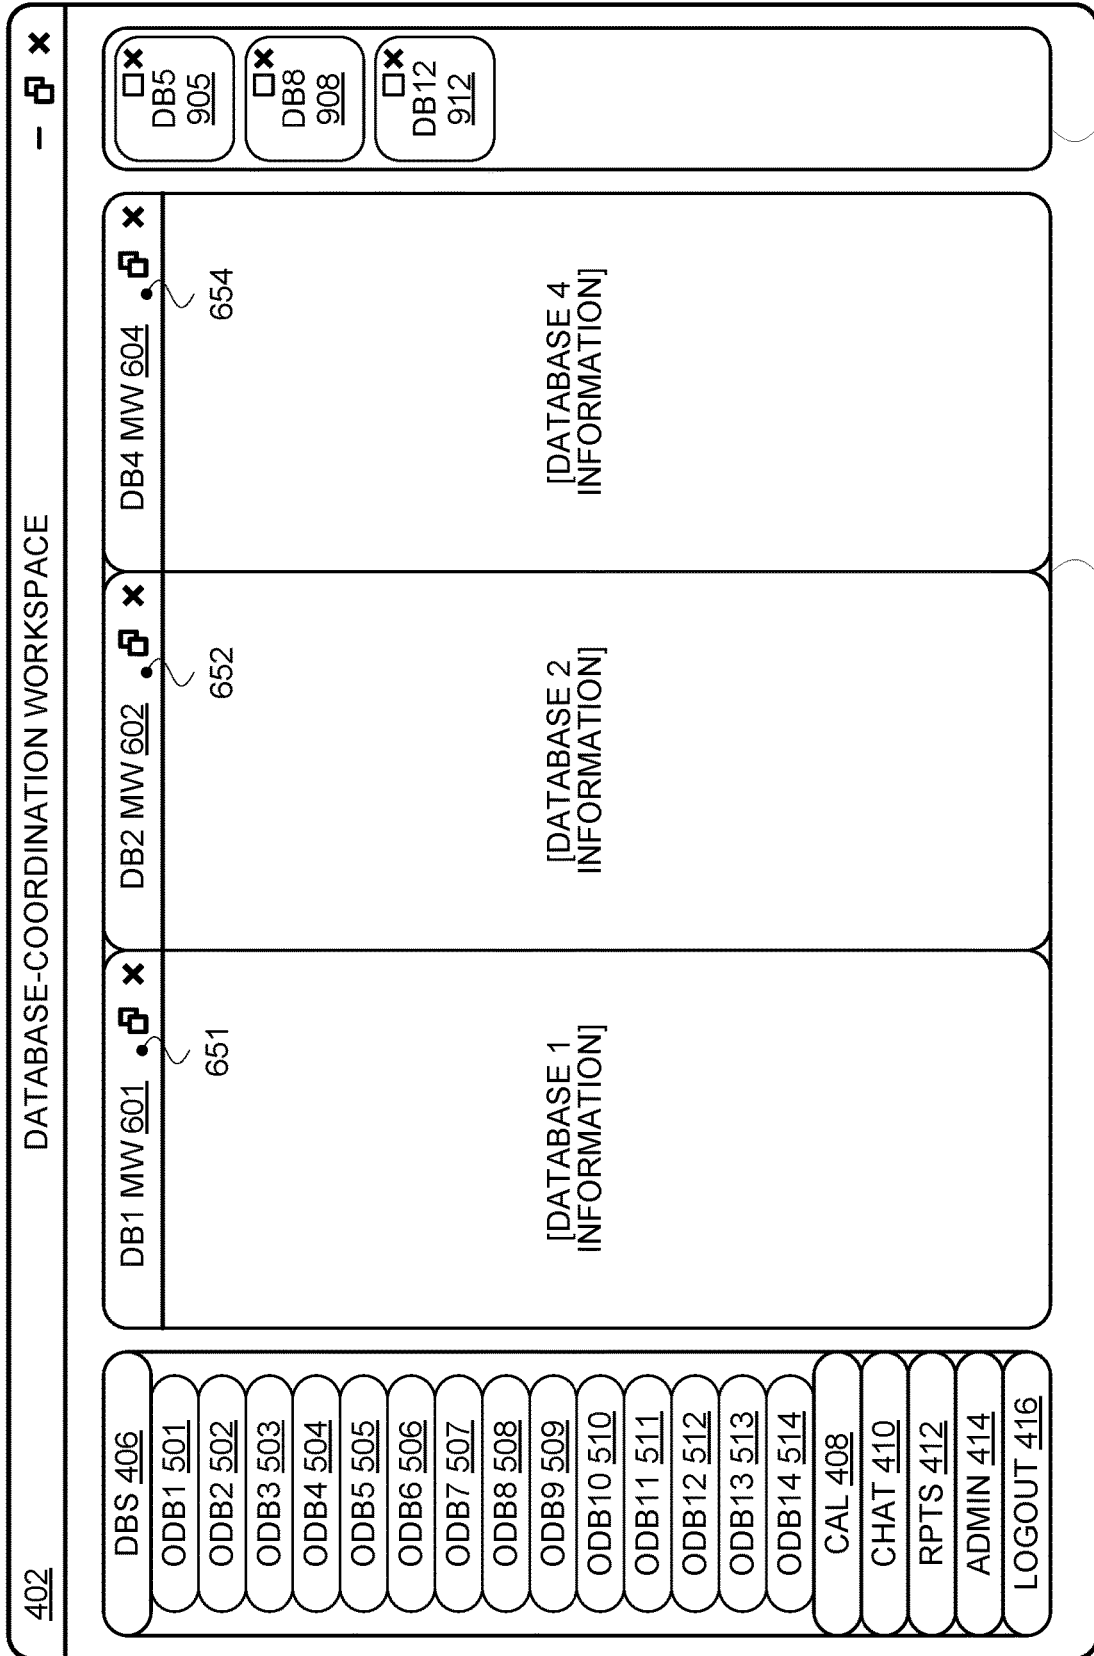 402
DATABASE-COORDINATION WORKSPACE
DBS 406
ODB1 501
ODB2 502
ODB3 503
ODB4 504
ODB5 505
ODB6 506
ODB7 507
ODB8 508
ODB9 509
ODB10 510
ODB11 511
ODB12 512
ODB13 513
ODB14 514
CAL 408
CHAT 410
RPTS 412
ADMIN 414
LOGOUT 416
DB1 MW 601
651
[DATABASE 1
INFORMATION]
DB2 MW 602
652
[DATABASE 2
INFORMATION]
DB4 MW 604
654
[DATABASE 4
INFORMATION]
DB5
905
DB8
908
DB12
912